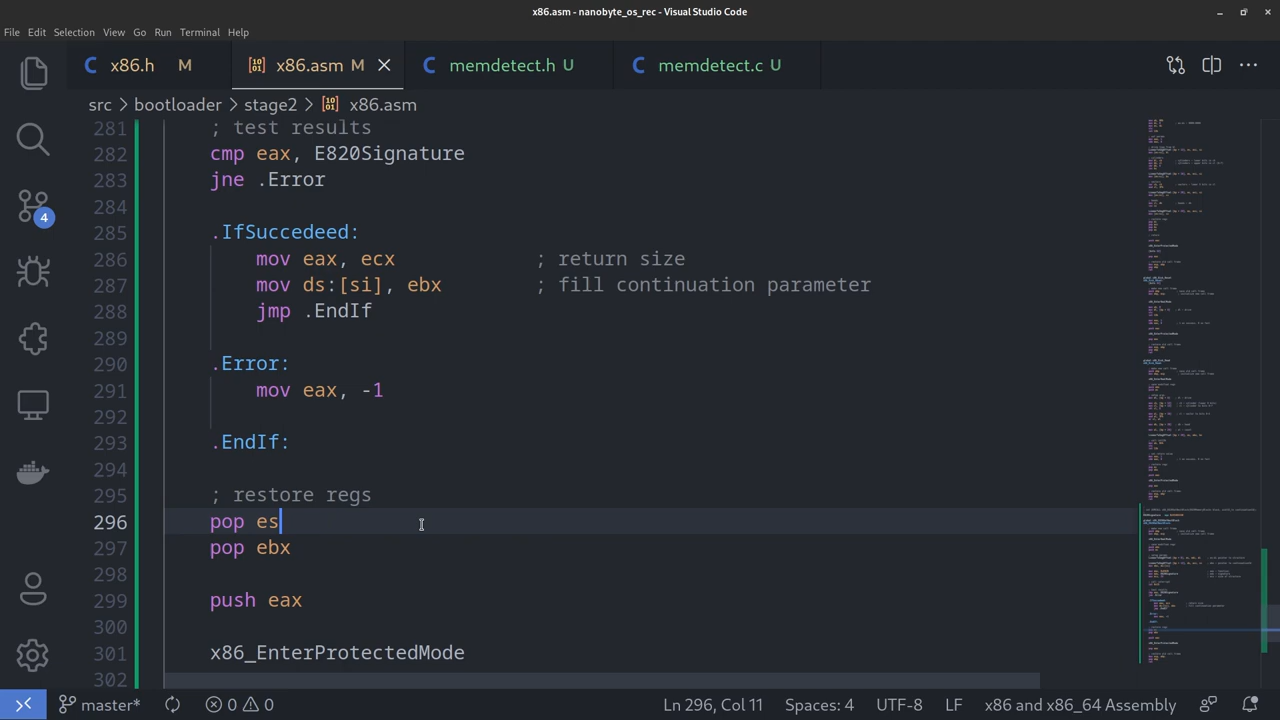 x86.asm - nanobyte_os_rec - Visual Studio Code
File Edit Selection View Go Run Terminal Help
x86.h M x86.asm M memdetect.h U memdetect.c U
src > bootloader > stage2 > x86.asm
281 ; test results
282 cmp eax, E820Signature
283 jne .Error
284
285 .IfSuccedeed:
286 mov eax, ecx ; return size
287 mov ds:[si], ebx ; fill continuation parameter
288 jmp .EndIf
289
290 .Error:
291 mov eax, -1
292
293 .EndIf:
294
295 ; restore regs
296 pop es
297 pop ebx
298
299 push eax
300
301 x86_EnterProtectedMode
302
4
master* 0 0 Ln 296, Col 11 Spaces: 4 UTF-8 LF x86 and x86_64 Assembly